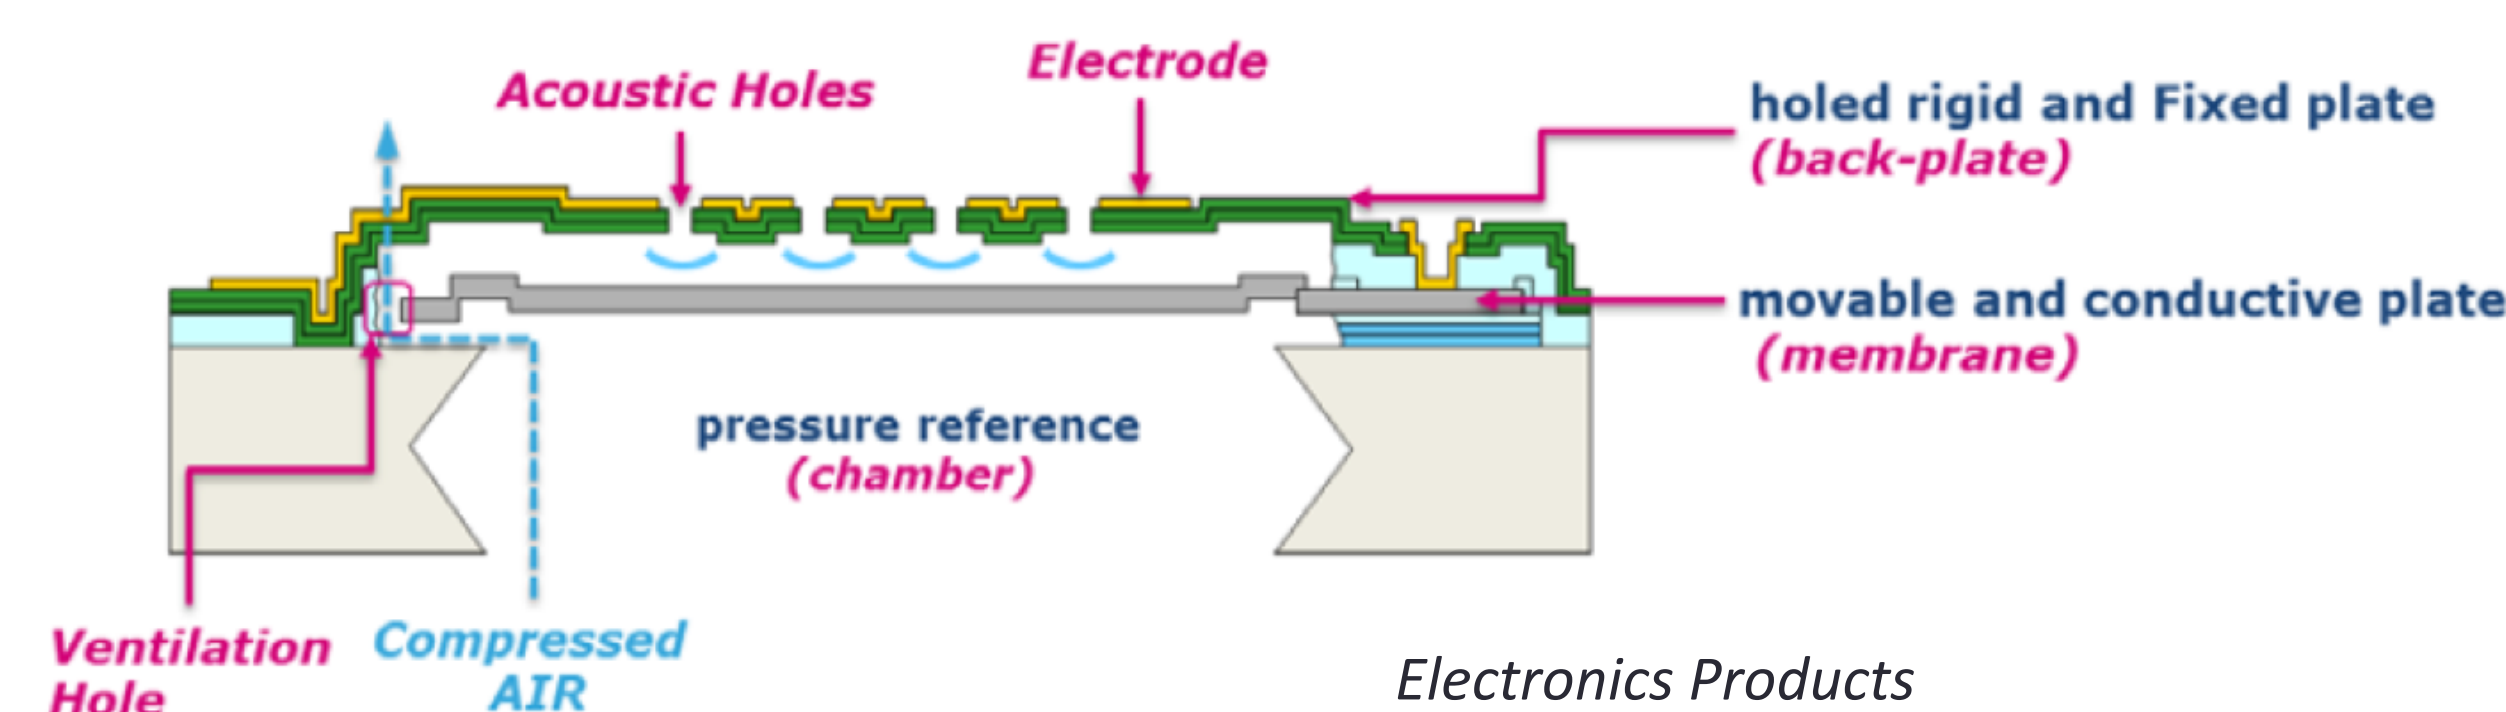 Electrode
Acoustic Holes
holed rigid and Fixed plate
(back-plate)
movable and conductive plate
(membrane)
pressure reference
(chamber)
Ventilation
Hole
Compressed
AIR
Electronics Products